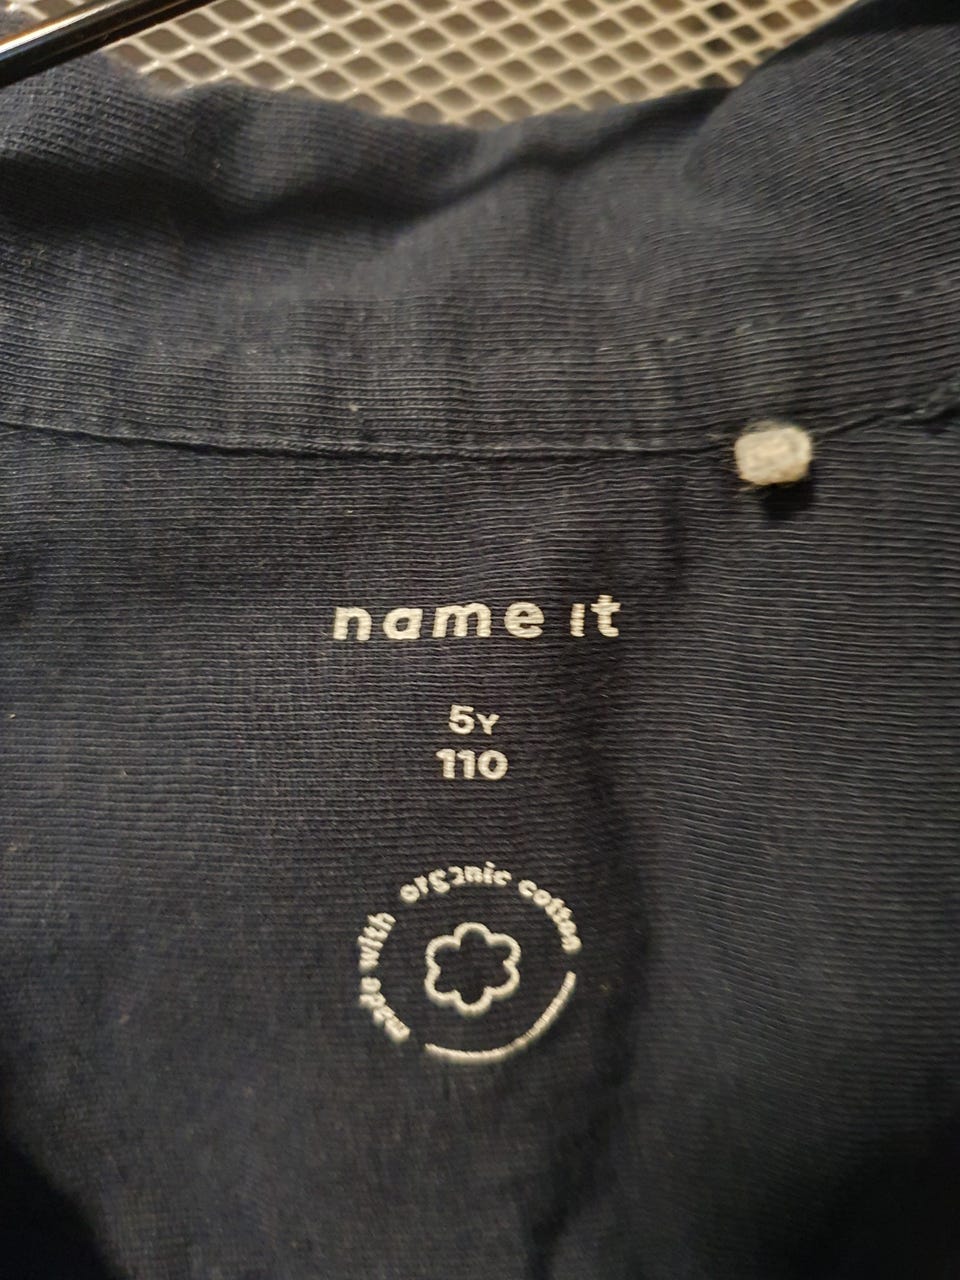 name it
5Y
110
made with organic cotton